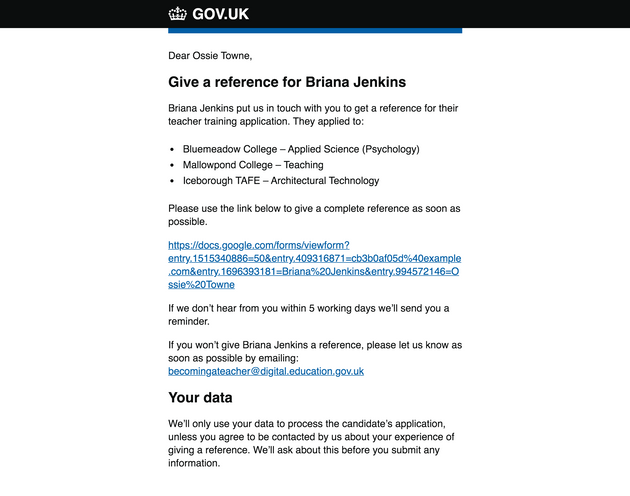 GOV.UK
Dear Ossie Towne,
Give a reference for Briana Jenkins
Briana Jenkins put us in touch with you to get a reference for their
teacher training application. They applied to:
• Bluemeadow College – Applied Science (Psychology)
• Mallowpond College – Teaching
• Iceborough TAFE – Architectural Technology
Please use the link below to give a complete reference as soon as
possible.
https://docs.google.com/forms/viewform?
entry.1515340886=50&entry.409316871=cb3b0af05d%40example
.com&entry.1696393181=Briana%20Jenkins&entry.994572146=O
ssie%20Towne
If we don’t hear from you within 5 working days we’ll send you a
reminder.
If you won’t give Briana Jenkins a reference, please let us know as
soon as possible by emailing:
becomingateacher@digital.education.gov.uk
Your data
We’ll only use your data to process the candidate’s application,
unless you agree to be contacted by us about your experience of
giving a reference. We’ll ask about this before you submit any
information.